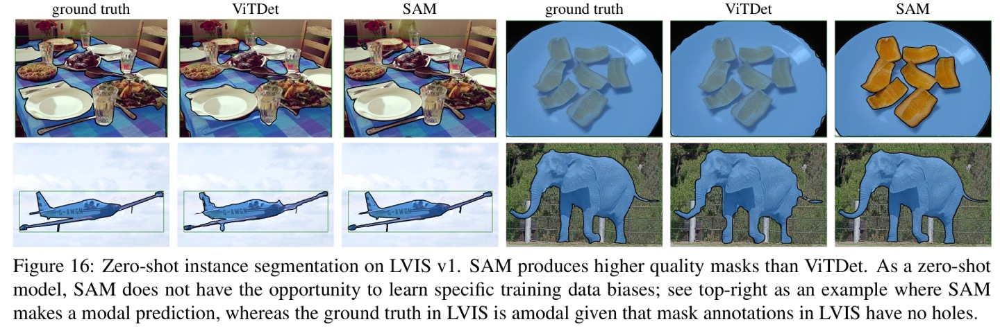 ground truth ViTDet SAM ground truth ViTDet SAM
G-AWGN G-AWGN G-AWGN
Figure 16: Zero-shot instance segmentation on LVIS v1. SAM produces higher quality masks than ViTDet. As a zero-shot
model, SAM does not have the opportunity to learn specific training data biases; see top-right as an example where SAM
makes a modal prediction, whereas the ground truth in LVIS is amodal given that mask annotations in LVIS have no holes.